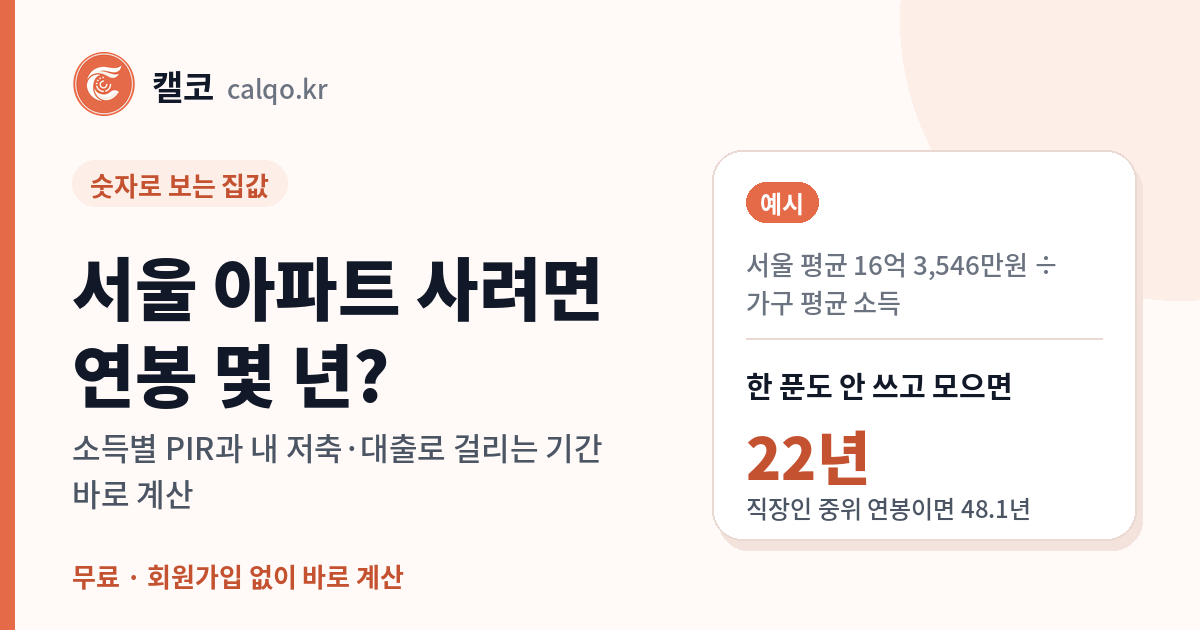 캘코 calqo.kr
숫자로 보는 집값
서울 아파트 사려면
연봉 몇 년?
소득별 PIR과 내 저축·대출로 걸리는 기간
바로 계산
무료 · 회원가입 없이 바로 계산
예시
서울 평균 16억 3,546만원 ÷
가구 평균 소득
한 푼도 안 쓰고 모으면
22년
직장인 중위 연봉이면 48.1년